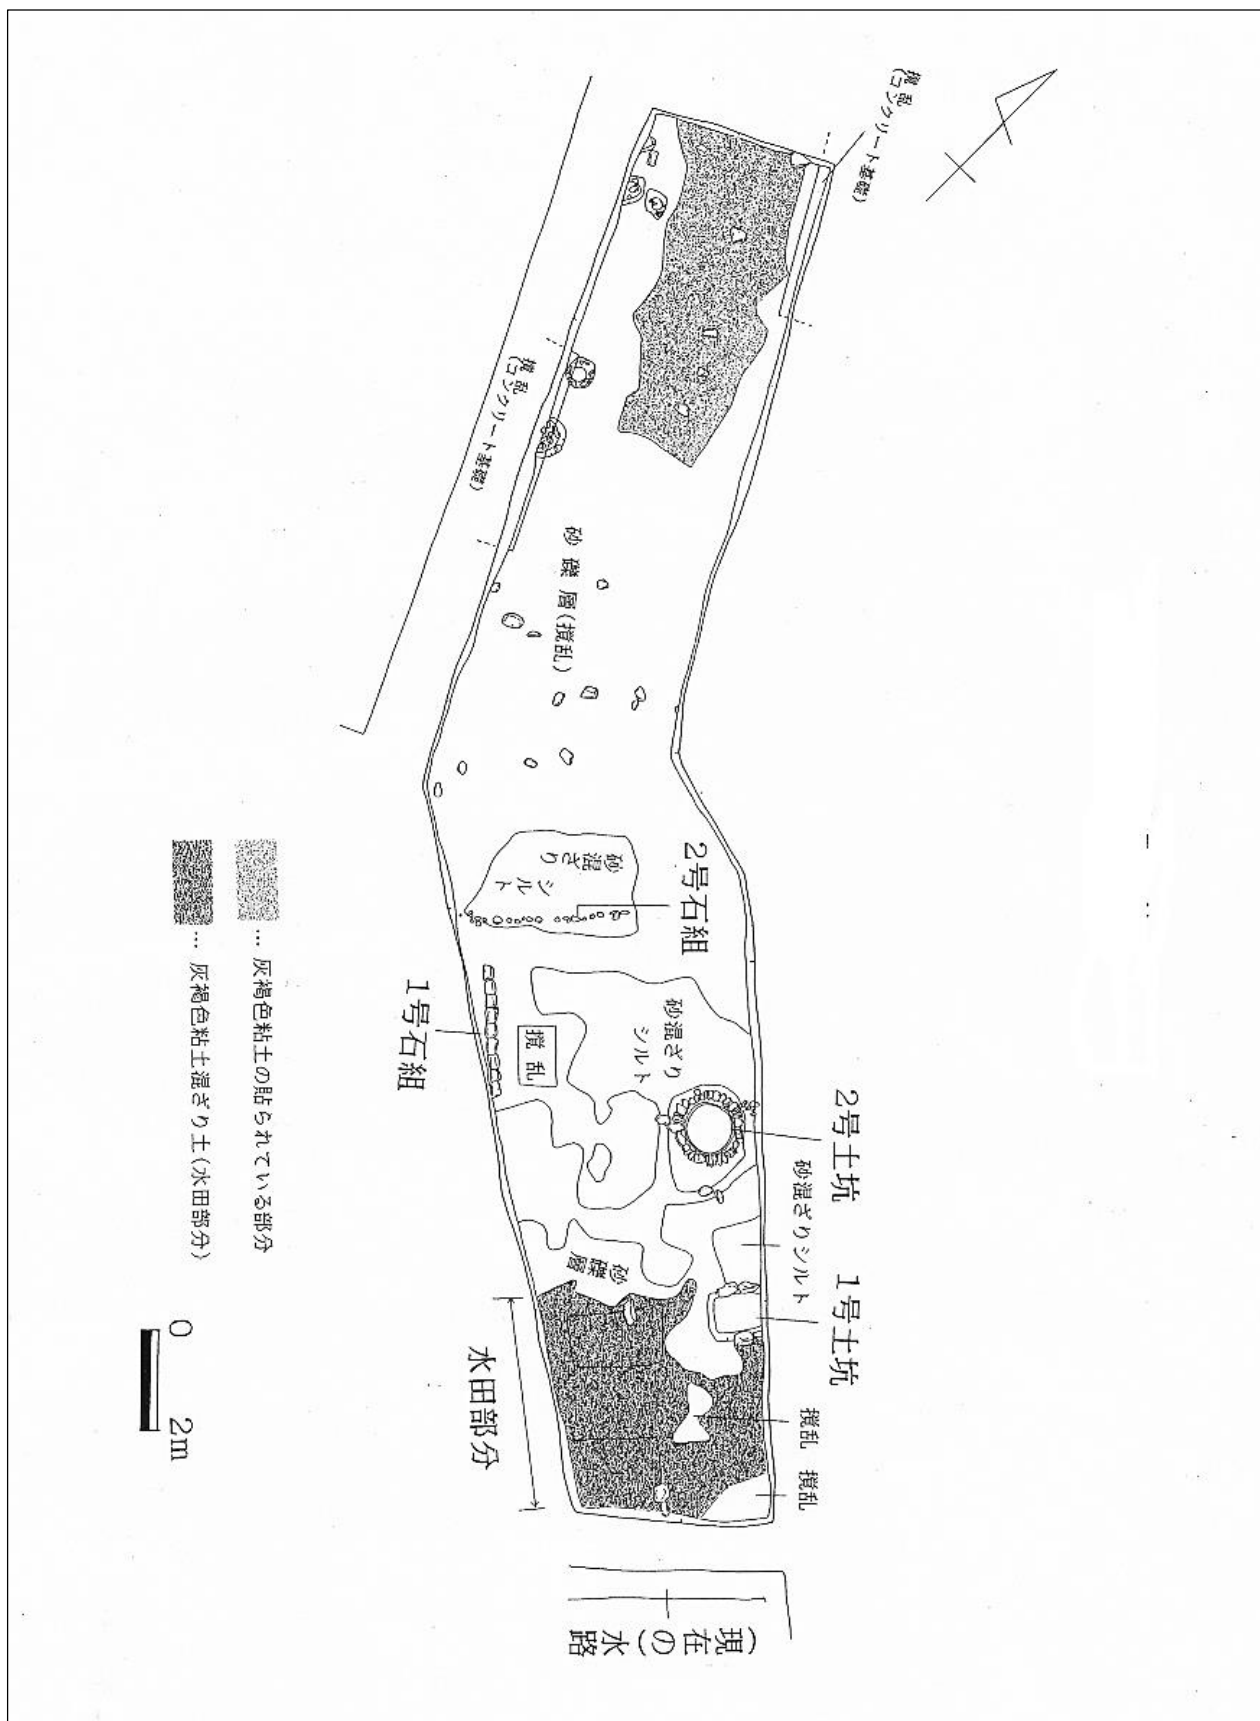 攪乱
(コンクリート基礎)
攪乱
(コンクリート基礎)
砂礫層(攪乱)
砂混ざり
シルト
2号石組
1号石組
攪乱
砂混ざり
シルト
2号土坑
砂混ざりシルト
1号土坑
砂礫層
水田部分
攪乱
攪乱
(現在の)水路
… 灰褐色粘土の貼られている部分
… 灰褐色粘土混ざり土(水田部分)
0 2m